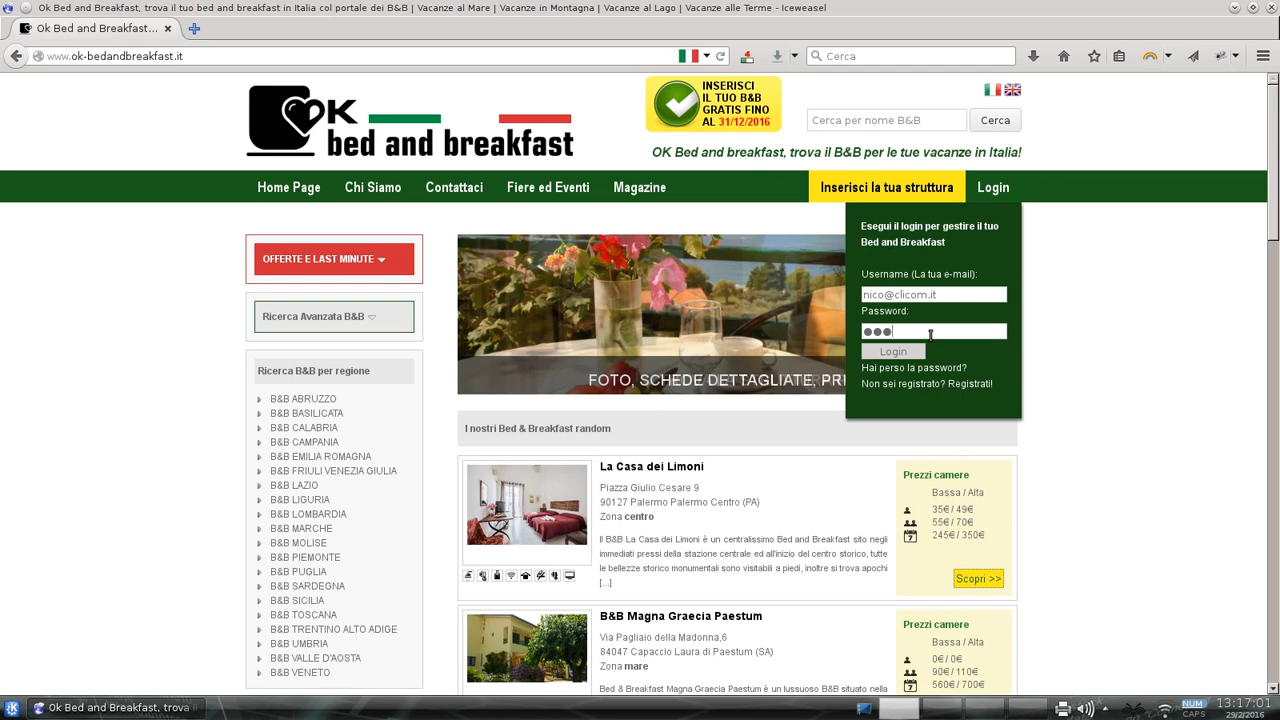 Ok Bed and Breakfast, trova il tuo bed and breakfast in Italia col portale dei B&B | Vacanze al Mare | Vacanze in Montagna | Vacanze al Lago | Vacanze alle Terme - Iceweasel
Ok Bed and Breakfast...
www.ok-bedandbreakfast.it
Cerca
OK
bed and breakfast
INSERISCI
IL TUO B&B
GRATIS FINO
AL 31/12/2016
Cerca per nome B&B
Cerca
OK Bed and breakfast, trova il B&B per le tue vacanze in Italia!
Home Page Chi Siamo Contattaci Fiere ed Eventi Magazine Inserisci la tua struttura Login
Esegui il login per gestire il tuo
Bed and Breakfast
Username (La tua e-mail):
nico@clicom.it
Password:
Login
Hai perso la password?
Non sei registrato? Registrati!
OFFERTE E LAST MINUTE
Ricerca Avanzata B&B
Ricerca B&B per regione
B&B ABRUZZO
B&B BASILICATA
B&B CALABRIA
B&B CAMPANIA
B&B EMILIA ROMAGNA
B&B FRIULI VENEZIA GIULIA
B&B LAZIO
B&B LIGURIA
B&B LOMBARDIA
B&B MARCHE
B&B MOLISE
B&B PIEMONTE
B&B PUGLIA
B&B SARDEGNA
B&B SICILIA
B&B TOSCANA
B&B TRENTINO ALTO ADIGE
B&B UMBRIA
B&B VALLE D'AOSTA
B&B VENETO
FOTO, SCHEDE DETTAGLIATE,
I nostri Bed & Breakfast random
La Casa dei Limoni
Piazza Giulio Cesare 9
90127 Palermo Palermo Centro (PA)
Zona centro
Il B&B La Casa dei Limoni è un centralissimo Bed and Breakfast sito negli
immediati pressi della stazione centrale ed all'inizio del centro storico, tutte
le bellezze storico monumentali sono visitabili a piedi, inoltre si trova apochi
[...]
Prezzi camere
Bassa / Alta
35€ / 49€
55€ / 70€
245€ / 350€
Scopri >>
B&B Magna Graecia Paestum
Via Pagliaio della Madonna,6
84047 Capaccio Laura di Paestum (SA)
Zona mare
Bed & Breakfast Magna Graecia Paestum è un lussuoso B&B situato nella
Prezzi camere
Bassa / Alta
0€ / 0€
90€ / 110€
560€ / 700€
Ok Bed and Breakfast, trova i
NUM
CAPS
13:17:01
29/2/2016